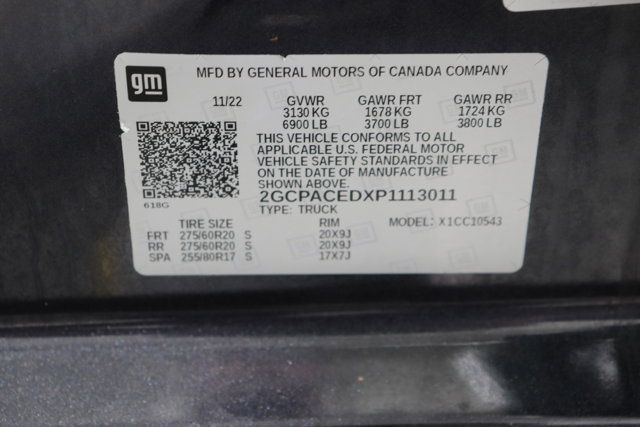 gm
MFD BY GENERAL MOTORS OF CANADA COMPANY
11/22 GVWR GAWR FRT GAWR RR
3130 KG 1678 KG 1724 KG
6900 LB 3700 LB 3800 LB
THIS VEHICLE CONFORMS TO ALL
APPLICABLE U.S. FEDERAL MOTOR
VEHICLE SAFETY STANDARDS IN EFFECT
ON THE DATE OF MANUFACTURE
SHOWN ABOVE.
618G
2GCPACEDXP1113011
TYPE: TRUCK MODEL: X1CC10543
TIRE SIZE RIM
FRT 275/60R20 S 20X9J
RR 275/60R20 S 20X9J
SPA 255/80R17 S 17X7J